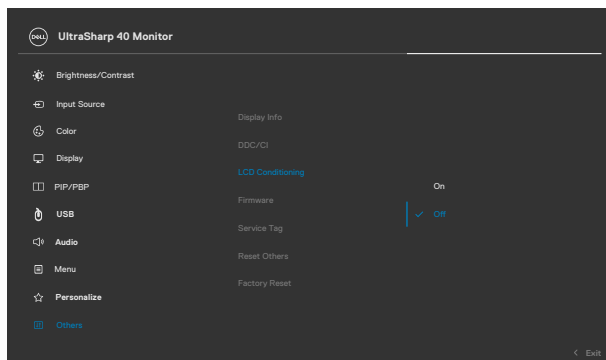 DELL
UltraSharp 40 Monitor
Brightness/Contrast
Input Source
Color
Display
PIP/PBP
USB
Audio
Menu
Personalize
Others
Display Info
DDC/CI
LCD Conditioning
Firmware
Service Tag
Reset Others
Factory Reset
On
Off
Exit